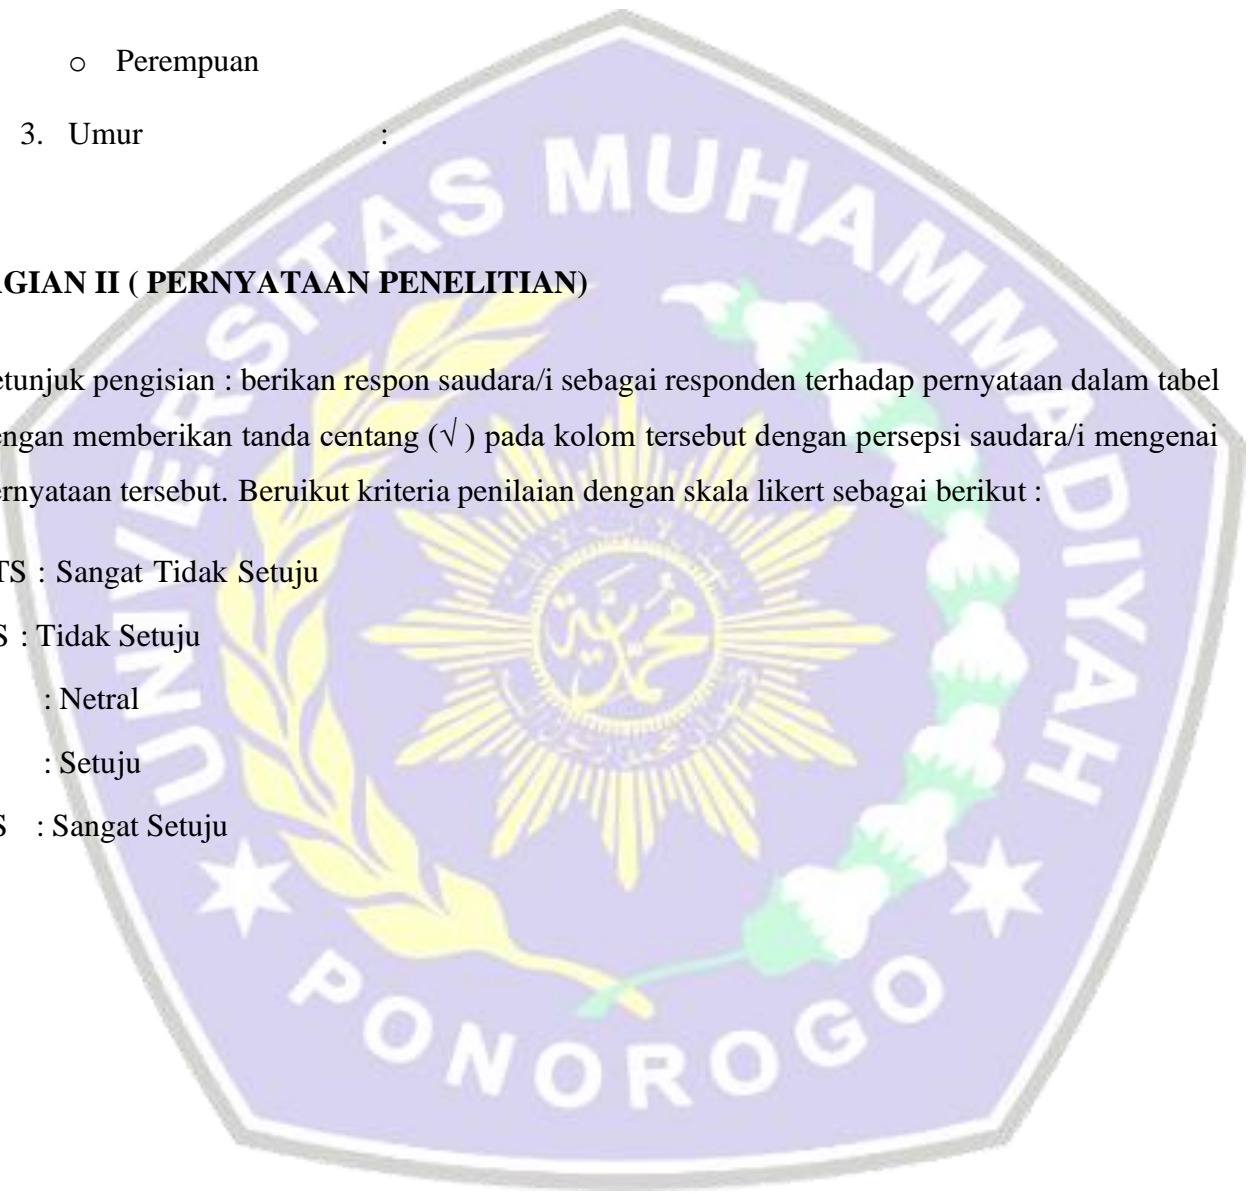 o Perempuan
3. Umur :
AGIAN II ( PERNYATAAN PENELITIAN)
etunjuk pengisian : berikan respon saudara/i sebagai responden terhadap pernyataan dalam tabel
engan memberikan tanda centang (√ ) pada kolom tersebut dengan persepsi saudara/i mengenai
ernyataan tersebut. Beruikut kriteria penilaian dengan skala likert sebagai berikut :
TS : Sangat Tidak Setuju
S : Tidak Setuju
: Netral
: Setuju
S : Sangat Setuju
UNIVERSITAS MUHAMMADIYAH
PONOROGO